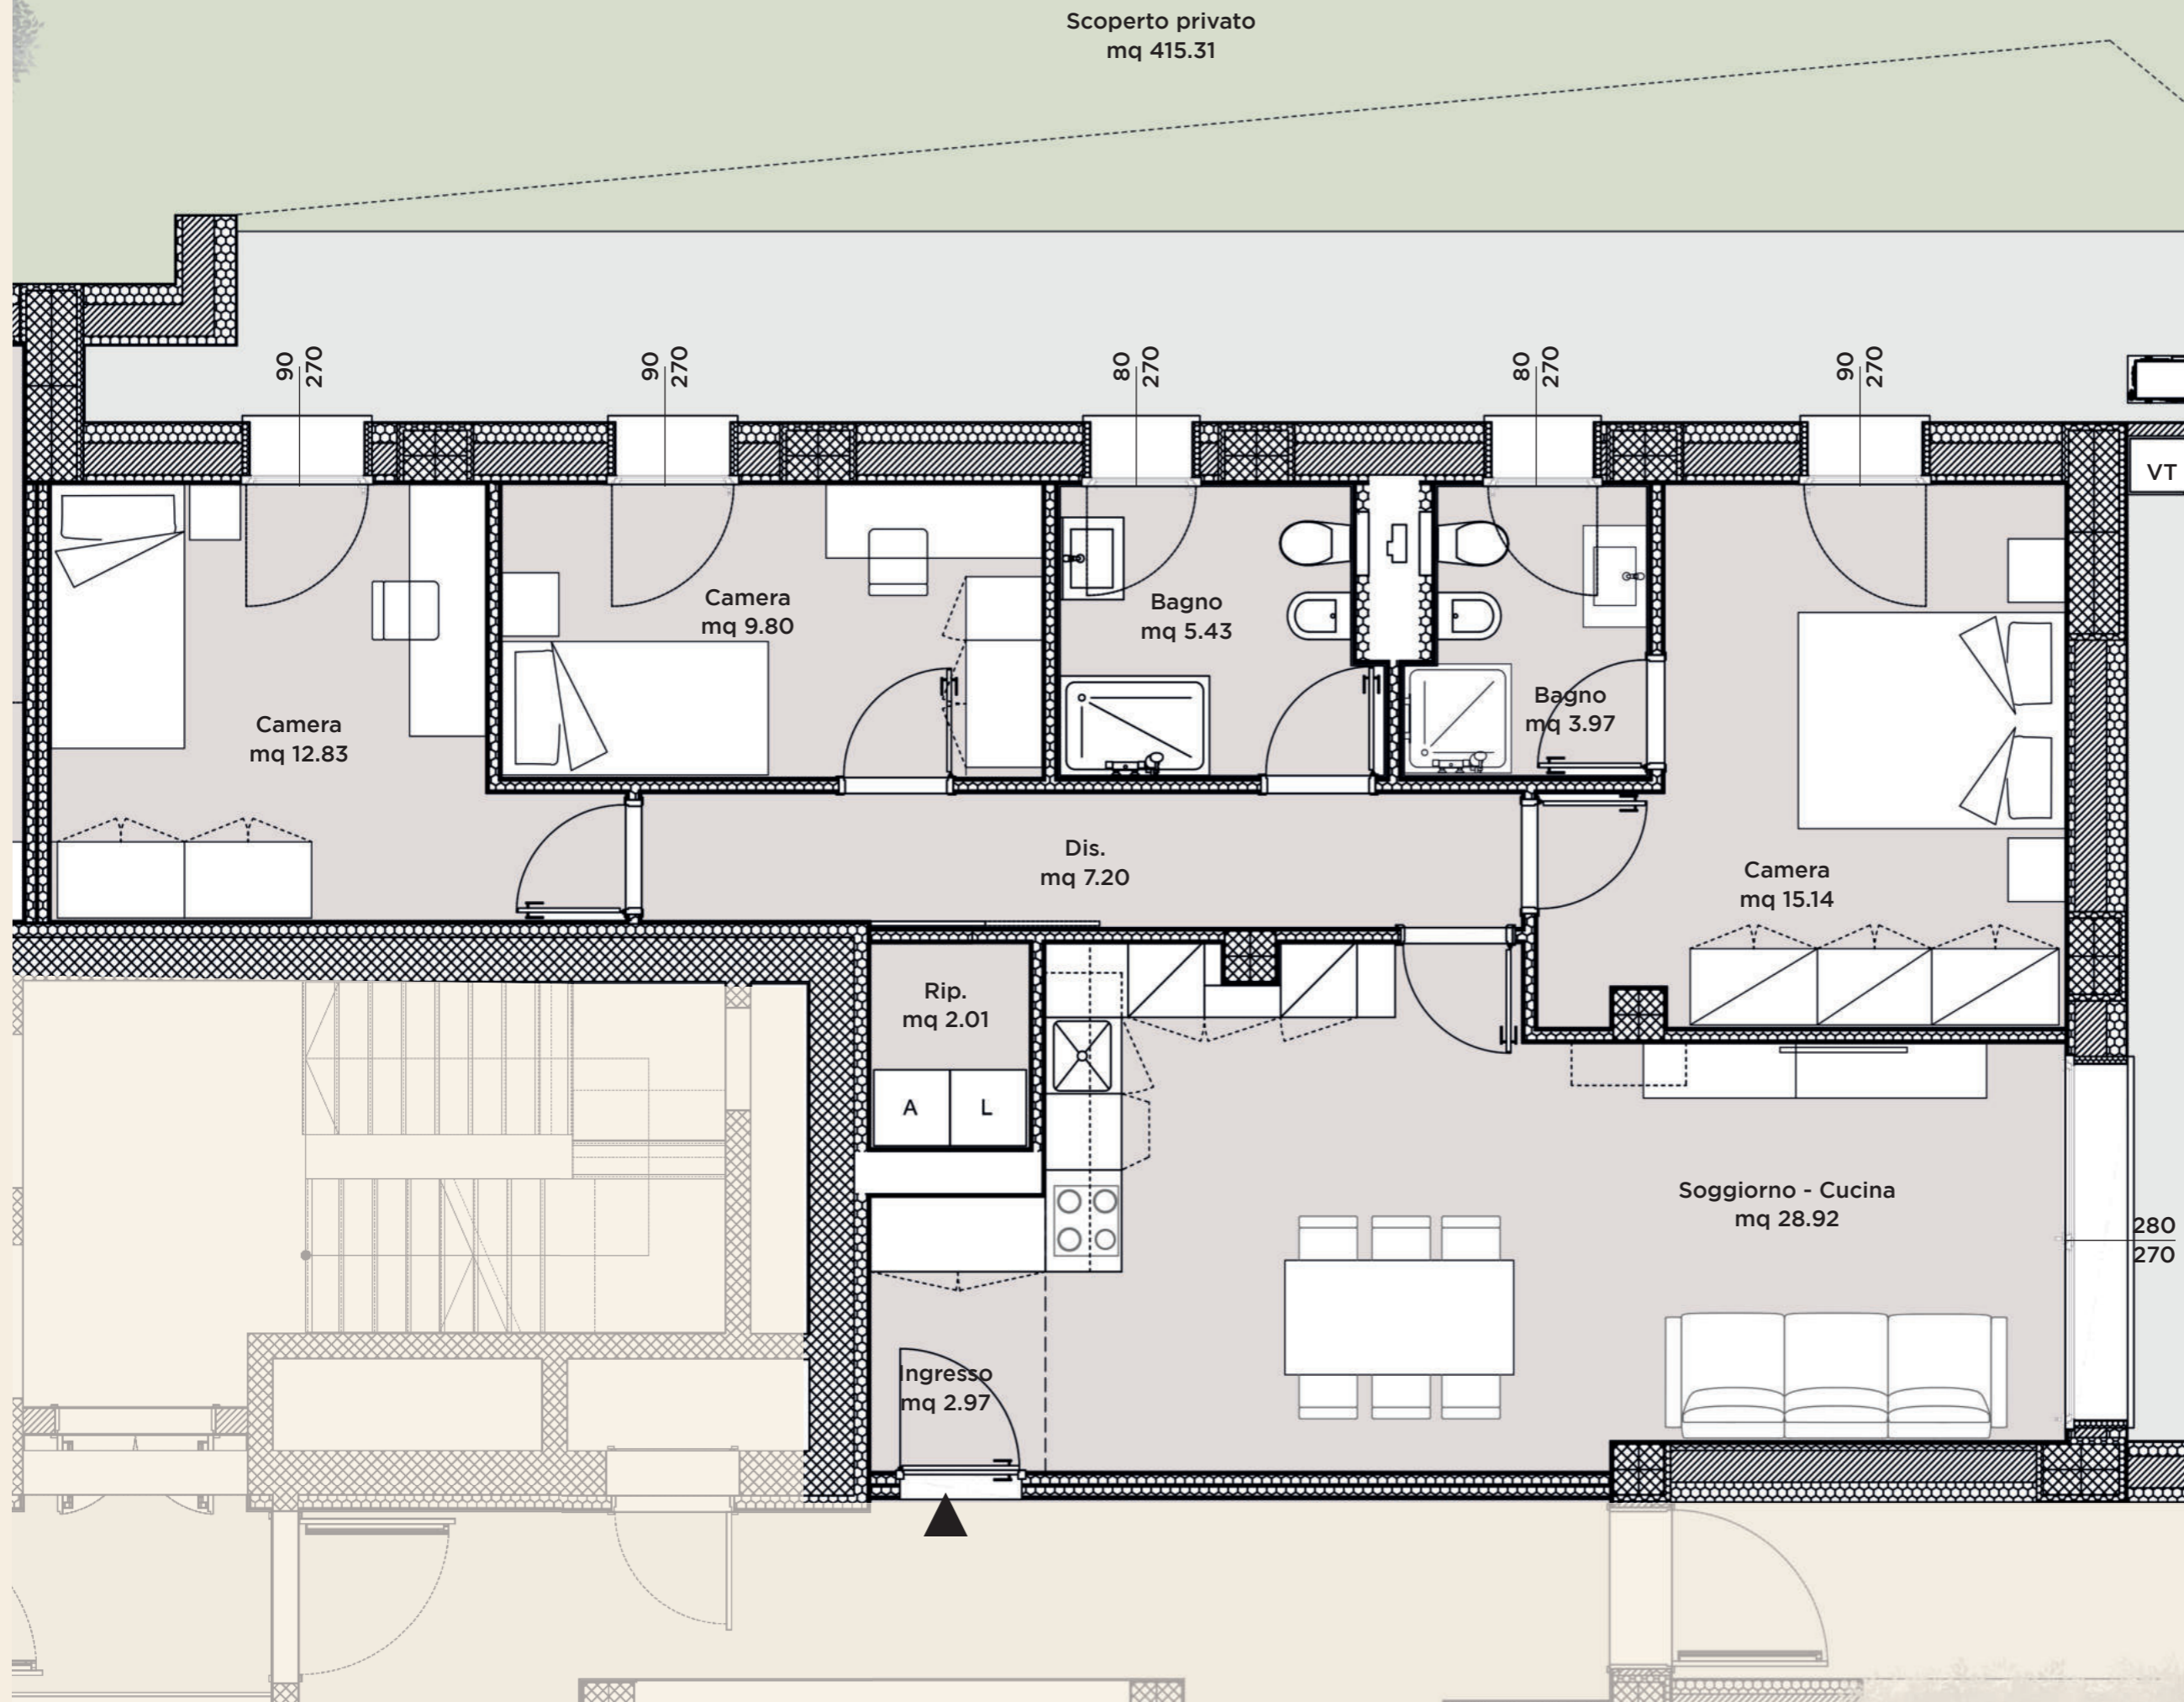 Scoperto privato
mq 415.31
90
270
90
270
80
270
80
270
90
270
VT
Camera
mq 9.80
Bagno
mq 5.43
Bagno
mq 3.97
Camera
mq 12.83
Dis.
mq 7.20
Camera
mq 15.14
Rip.
mq 2.01
A
L
Soggiorno - Cucina
mq 28.92
280
270
Ingresso
mq 2.97